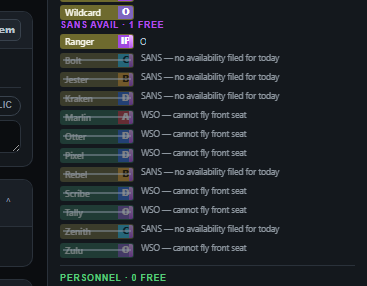 Wildcard O
SANS AVAIL · 1 FREE
em
Ranger IP O
Bolt SANS — no availability filed for today
Jester SANS — no availability filed for today
Kraken SANS — no availability filed for today
LIC
Marlin WSO — cannot fly front seat
Otter WSO — cannot fly front seat
Pixel WSO — cannot fly front seat
Rebel SANS — no availability filed for today
Scribe WSO — cannot fly front seat
Tally WSO — cannot fly front seat
Zenith SANS — no availability filed for today
Zulu WSO — cannot fly front seat
PERSONNEL · 0 FREE